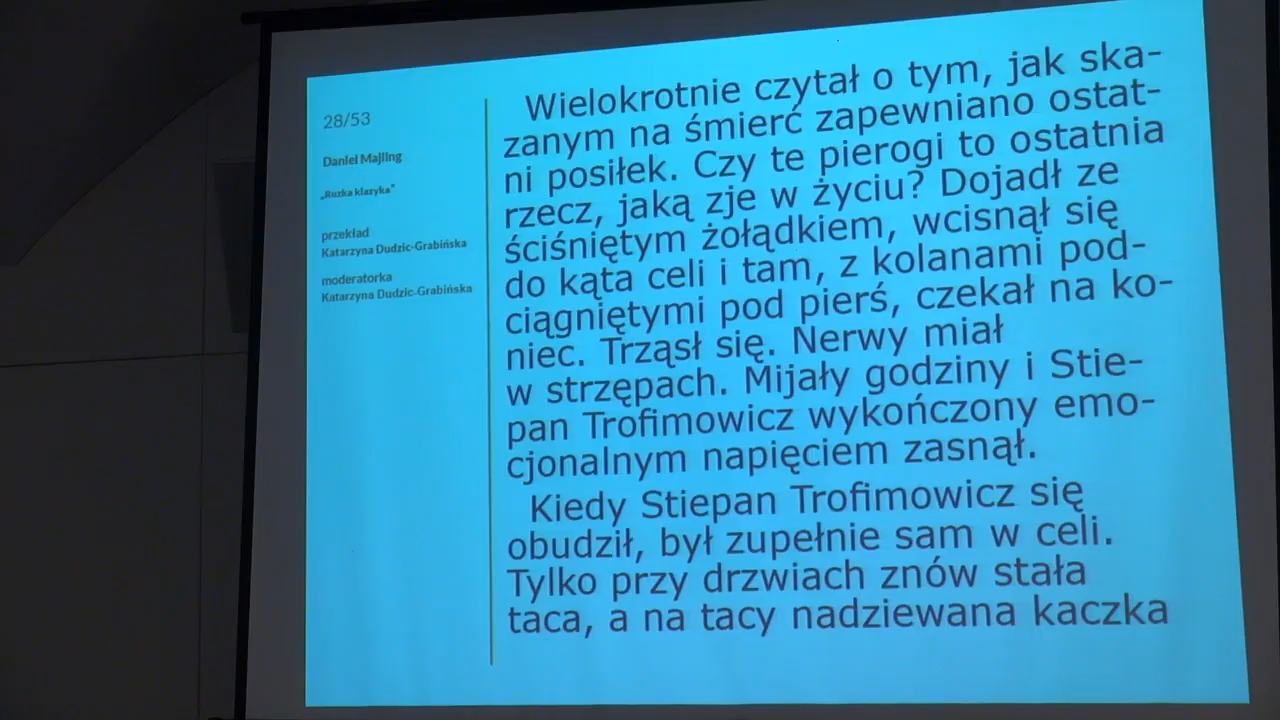 28/53
Daniel Majling
„Ruzka klazyka"
przekład
Katarzyna Dudzic-Grabińska
moderatorka
Katarzyna Dudzic-Grabińska
Wielokrotnie czytał o tym, jak ska-
zanym na śmierć zapewniano ostat-
ni posiłek. Czy te pierogi to ostatnia
rzecz, jaką zje w życiu? Dojadł ze
ściśniętym żołądkiem, wcisnął się
do kąta celi i tam, z kolanami pod-
ciągniętymi pod pierś, czekał na ko-
niec. Trząsł się. Nerwy miał
w strzępach. Mijały godziny i Stie-
pan Trofimowicz wykończony emo-
cjonalnym napięciem zasnął.
Kiedy Stiepan Trofimowicz się
obudził, był zupełnie sam w celi.
Tylko przy drzwiach znów stała
taca, a na tacy nadziewana kaczka